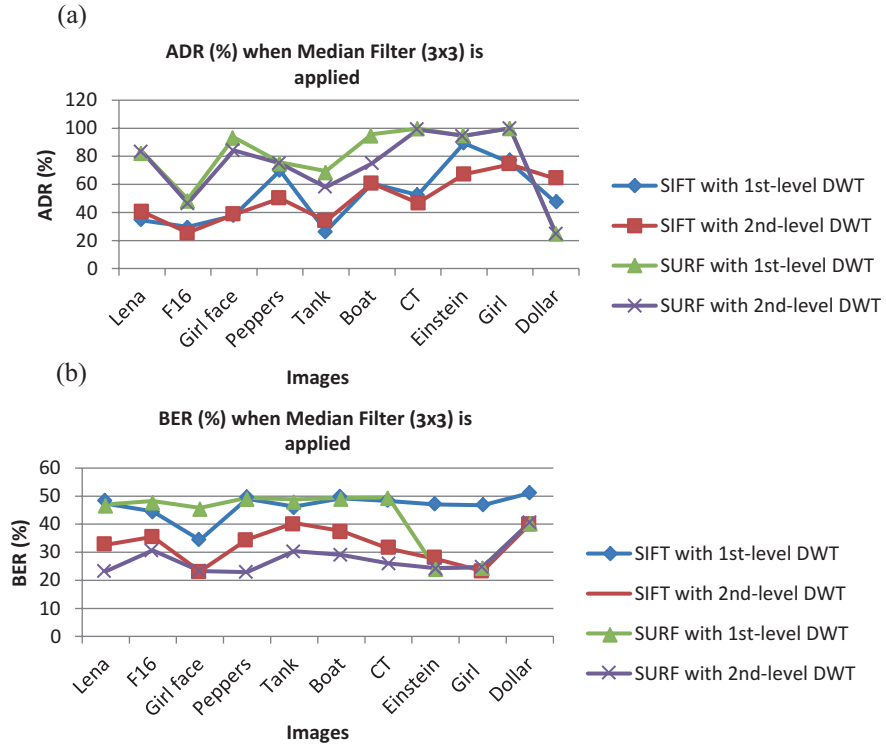 (a)
ADR (%) when Median Filter (3x3) is
applied
120
100
80
60
40
20
0
ADR (%)
Lena
F16
Girl face
Peppers
Tank
Boat
CT
Einstein
Girl
Dollar
Images
SIFT with 1st-level DWT
SIFT with 2nd-level DWT
SURF with 1st-level DWT
SURF with 2nd-level DWT
(b)
BER (%) when Median Filter (3x3) is
applied
60
50
40
30
20
10
0
BER (%)
Lena
F16
Girl face
Peppers
Tank
Boat
CT
Einstein
Girl
Dollar
Images
SIFT with 1st-level DWT
SIFT with 2nd-level DWT
SURF with 1st-level DWT
SURF with 2nd-level DWT